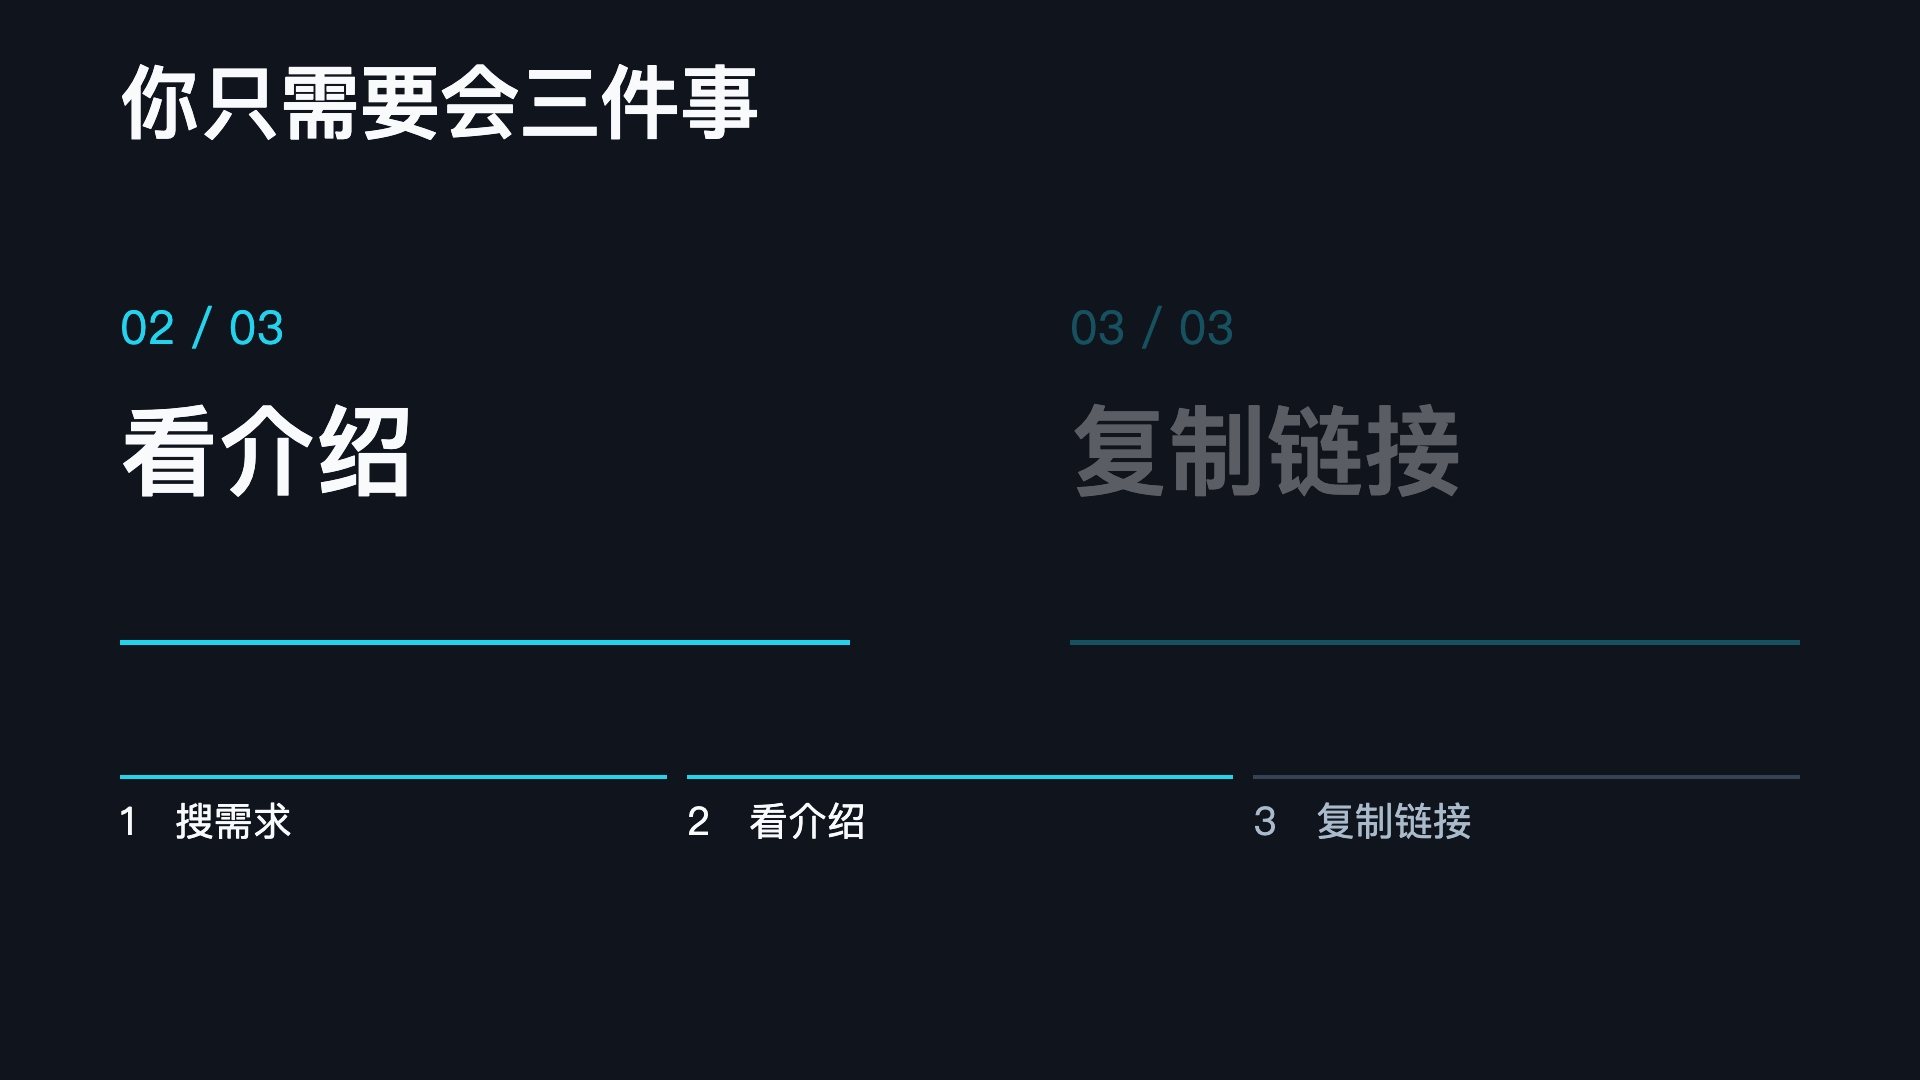 你只需要会三件事
02 / 03
看介绍
03 / 03
复制链接
1 搜需求
2 看介绍
3 复制链接